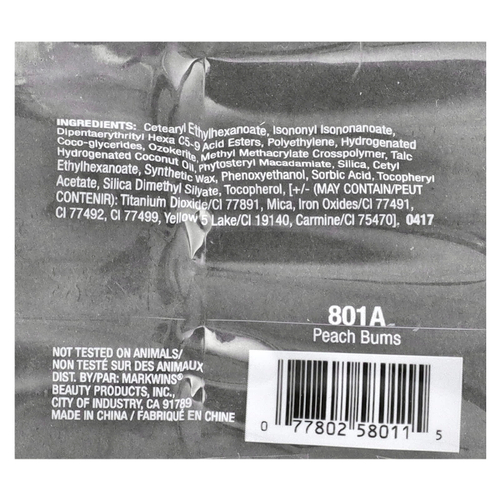 INGREDIENTS: Cetearyl Ethylhexanoate, Isononyl Isononanoate,
Dipentaerythrityl Hexa C5-9 Acid Esters, Polyethylene, Hydrogenated
Coco-glycerides, Ozokerite, Methyl Methacrylate Crosspolymer, Talc
Hydrogenated Coconut Oil, Phytosteryl Macadamiate, Silica, Cetyl
Ethylhexanoate, Synthetic Wax, Phenoxyethanol, Sorbic Acid, Tocopheryl
Acetate, Silica Dimethyl Silyate, Tocopherol, [+/- (MAY CONTAIN/PEUT
CONTENIR): Titanium Dioxide/CI 77891, Mica, Iron Oxides/CI 77491,
CI 77492, CI 77499, Yellow 5 Lake/CI 19140, Carmine/CI 75470]. 0417
801A
Peach Bums
NOT TESTED ON ANIMALS/
NON TESTÉ SUR DES ANIMAUX
DIST. BY/PAR: MARKWINS®
BEAUTY PRODUCTS, INC.,
CITY OF INDUSTRY, CA 91789
MADE IN CHINA / FABRIQUÉ EN CHINE
0 77802 58011 5